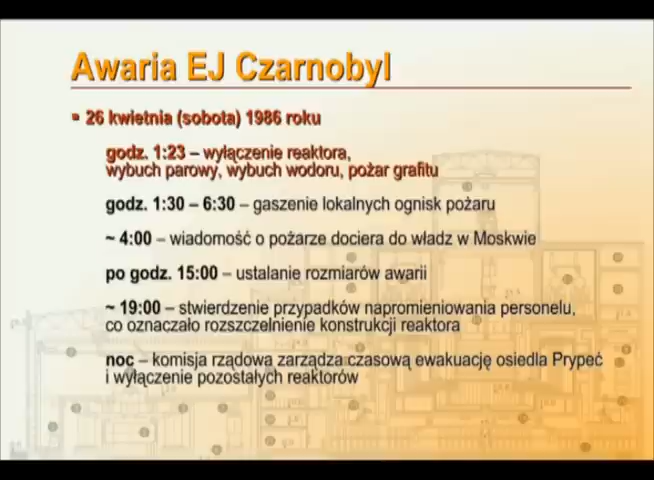 Awaria EJ Czarnobyl
▪ 26 kwietnia (sobota) 1986 roku
godz. 1:23 – wyłączenie reaktora,
wybuch parowy, wybuch wodoru, pożar grafitu
godz. 1:30 – 6:30 – gaszenie lokalnych ognisk pożaru
~ 4:00 – wiadomość o pożarze dociera do władz w Moskwie
po godz. 15:00 – ustalanie rozmiarów awarii
~ 19:00 – stwierdzenie przypadków napromieniowania personelu,
co oznaczało rozszczelnienie konstrukcji reaktora
noc – komisja rządowa zarządza czasową ewakuację osiedla Prypeć
i wyłączenie pozostałych reaktorów